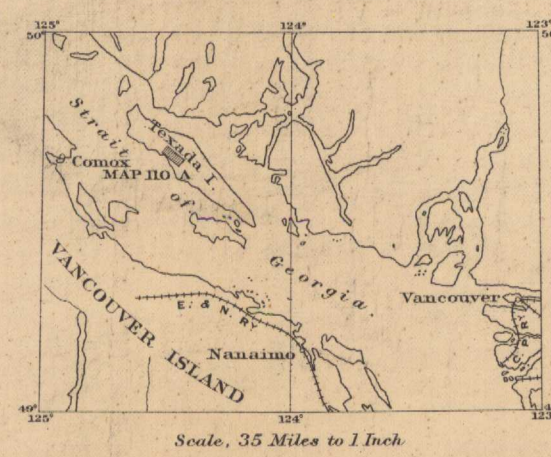 125° 124° 123°
50°
Strait of Georgia.
Texada I.
Comox
MAP 110 A
VANCOUVER ISLAND
E. & N. RY
Vancouver
C. P. RY
Nanaimo
49°
125° 124°
Scale, 35 Miles to 1 Inch